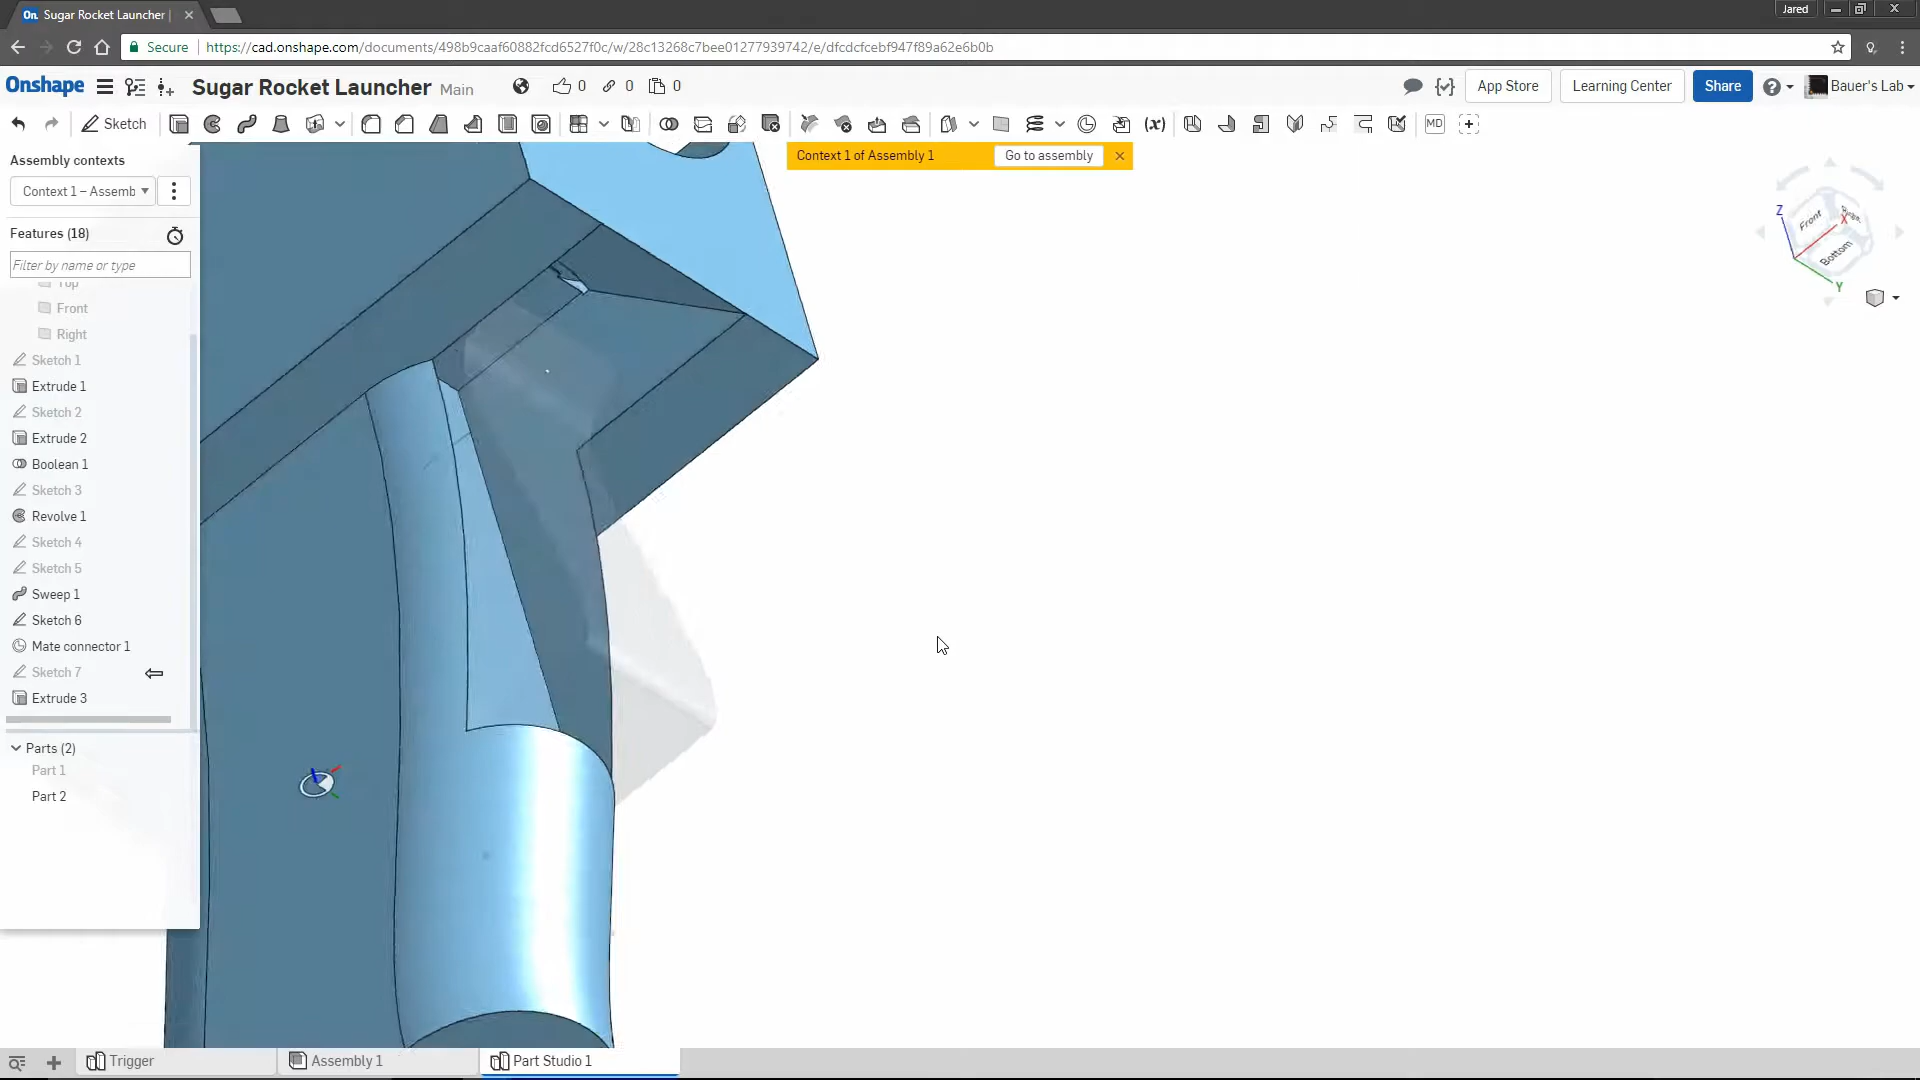 Sugar Rocket Launcher |
Jared
Secure
https://cad.onshape.com/documents/498b9caaf60882fcd6527f0c/w/28c13268c7bee01277939742/e/dfcdcfcebf947f89a62e6b0b
Onshape
Sugar Rocket Launcher Main
0
0
0
App Store
Learning Center
Share
Bauer's Lab
Sketch
(x)
MD
Assembly contexts
Context 1 – Assemb
Context 1 of Assembly 1
Go to assembly
Features (18)
Filter by name or type
Top
Front
Right
Sketch 1
Extrude 1
Sketch 2
Extrude 2
Boolean 1
Sketch 3
Revolve 1
Sketch 4
Sketch 5
Sweep 1
Sketch 6
Mate connector 1
Sketch 7
Extrude 3
Parts (2)
Part 1
Part 2
Z
Front
Right
X
Bottom
Y
Trigger
Assembly 1
Part Studio 1